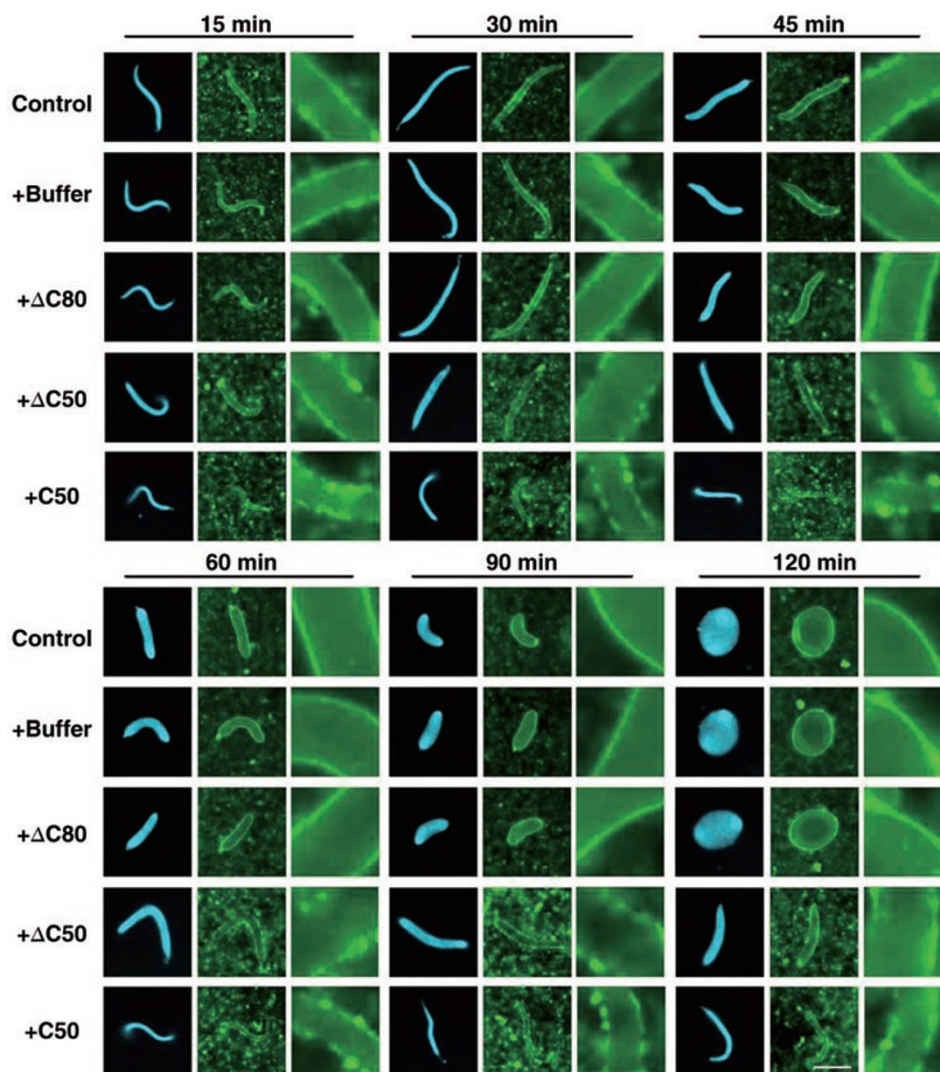 15 min 30 min 45 min
Control
+Buffer
+ΔC80
+ΔC50
+C50
60 min 90 min 120 min
Control
+Buffer
+ΔC80
+ΔC50
+C50